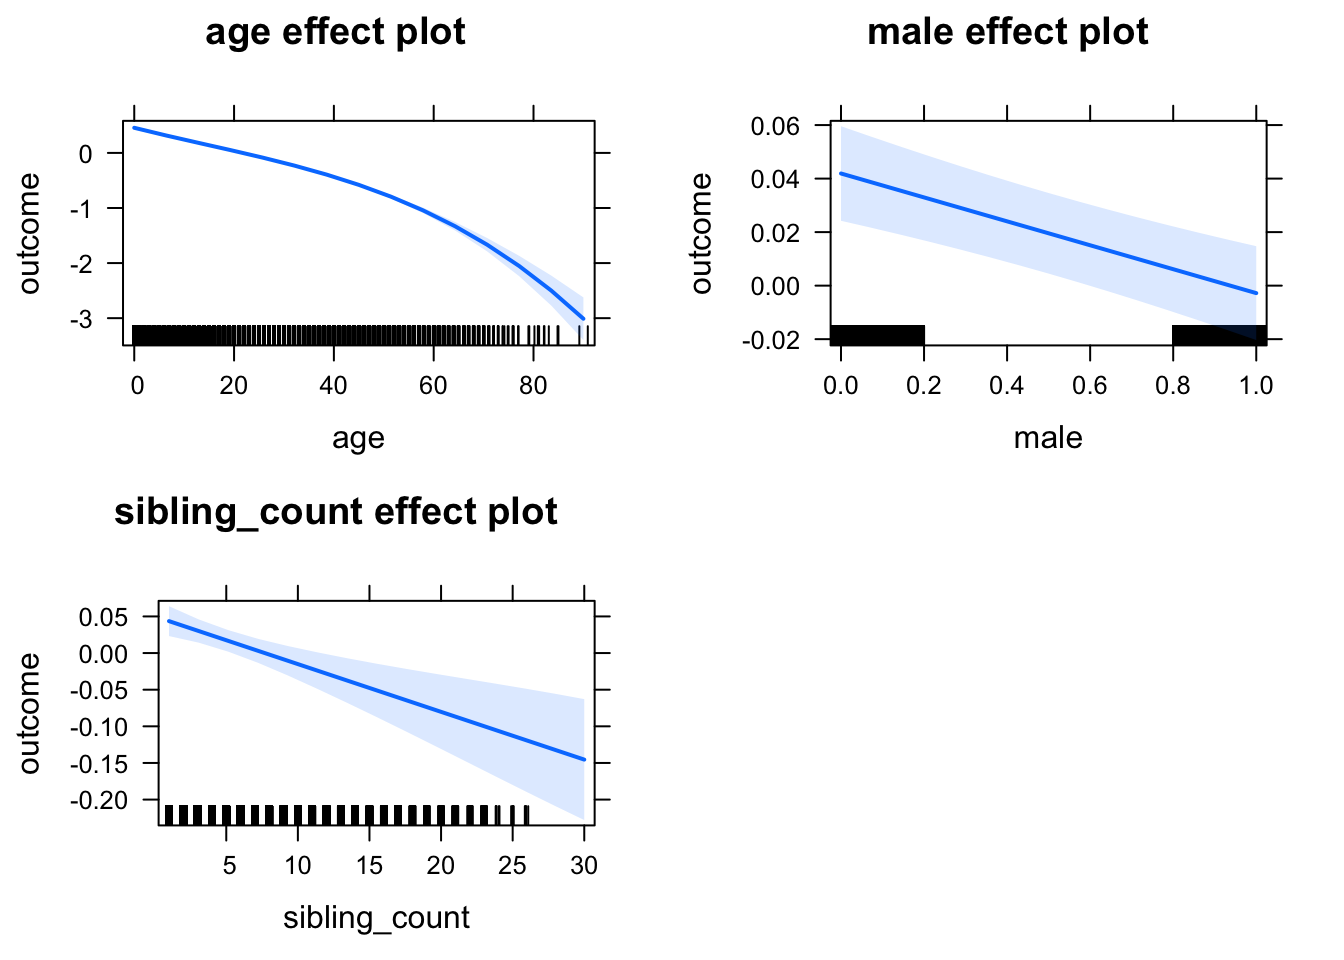 age effect plot
outcome
0
-1
-2
-3
0 20 40 60 80
age
male effect plot
outcome
0.06
0.04
0.02
0.00
-0.02
0.0 0.2 0.4 0.6 0.8 1.0
male
sibling_count effect plot
outcome
0.05
0.00
-0.05
-0.10
-0.15
-0.20
5 10 15 20 25 30
sibling_count